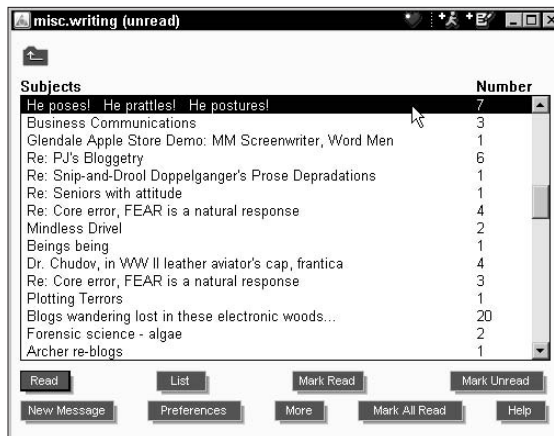 misc.writing (unread)
Subjects Number
He poses! He prattles! He postures! 7
Business Communications 3
Glendale Apple Store Demo: MM Screenwriter, Word Men 1
Re: PJ's Bloggetry 6
Re: Snip-and-Drool Doppelganger's Prose Depradations 1
Re: Seniors with attitude 1
Re: Core error, FEAR is a natural response 4
Mindless Drivel 2
Beings being 1
Dr. Chudov, in WW II leather aviator's cap, frantica 4
Re: Core error, FEAR is a natural response 3
Plotting Terrors 1
Blogs wandering lost in these electronic woods... 20
Forensic science - algae 2
Archer re-blogs 1
Read List Mark Read Mark Unread
New Message Preferences More Mark All Read Help